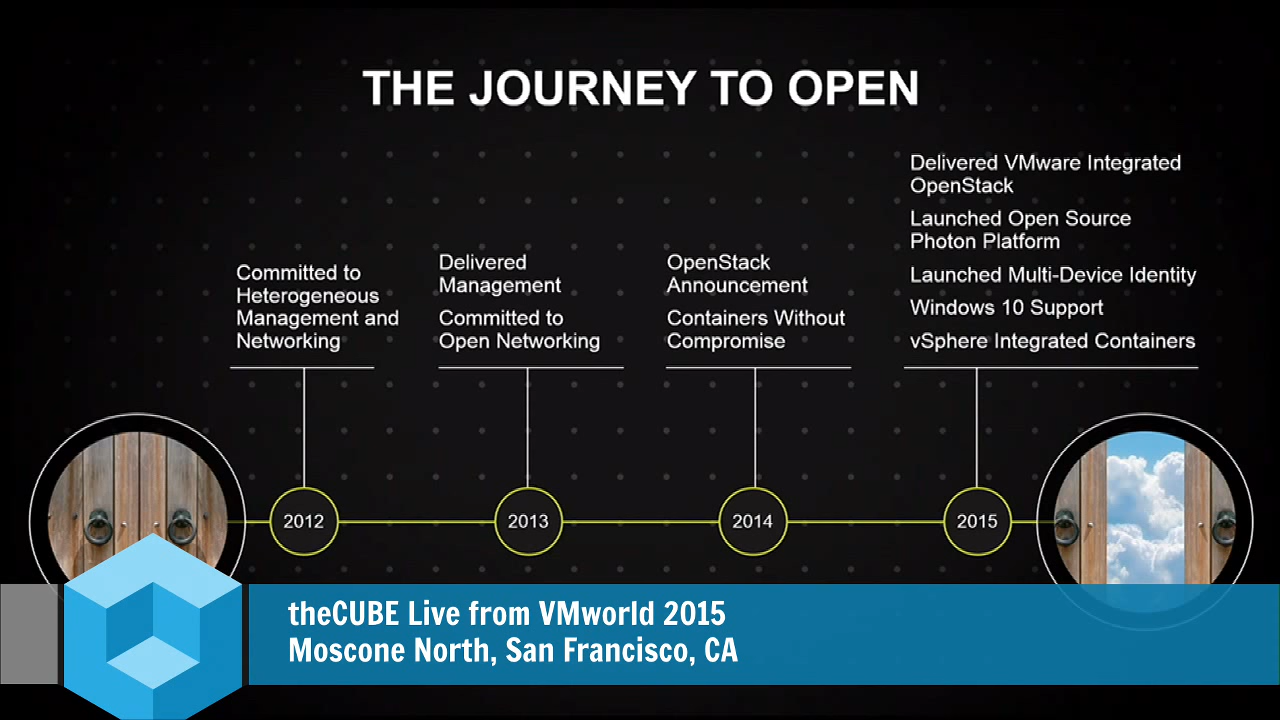 THE JOURNEY TO OPEN
Committed to
Heterogeneous
Management and
Networking
Delivered
Management
Committed to
Open Networking
OpenStack
Announcement
Containers Without
Compromise
Delivered VMware Integrated
OpenStack
Launched Open Source
Photon Platform
Launched Multi-Device Identity
Windows 10 Support
vSphere Integrated Containers
2012
2013
2014
2015
theCUBE Live from VMworld 2015
Moscone North, San Francisco, CA